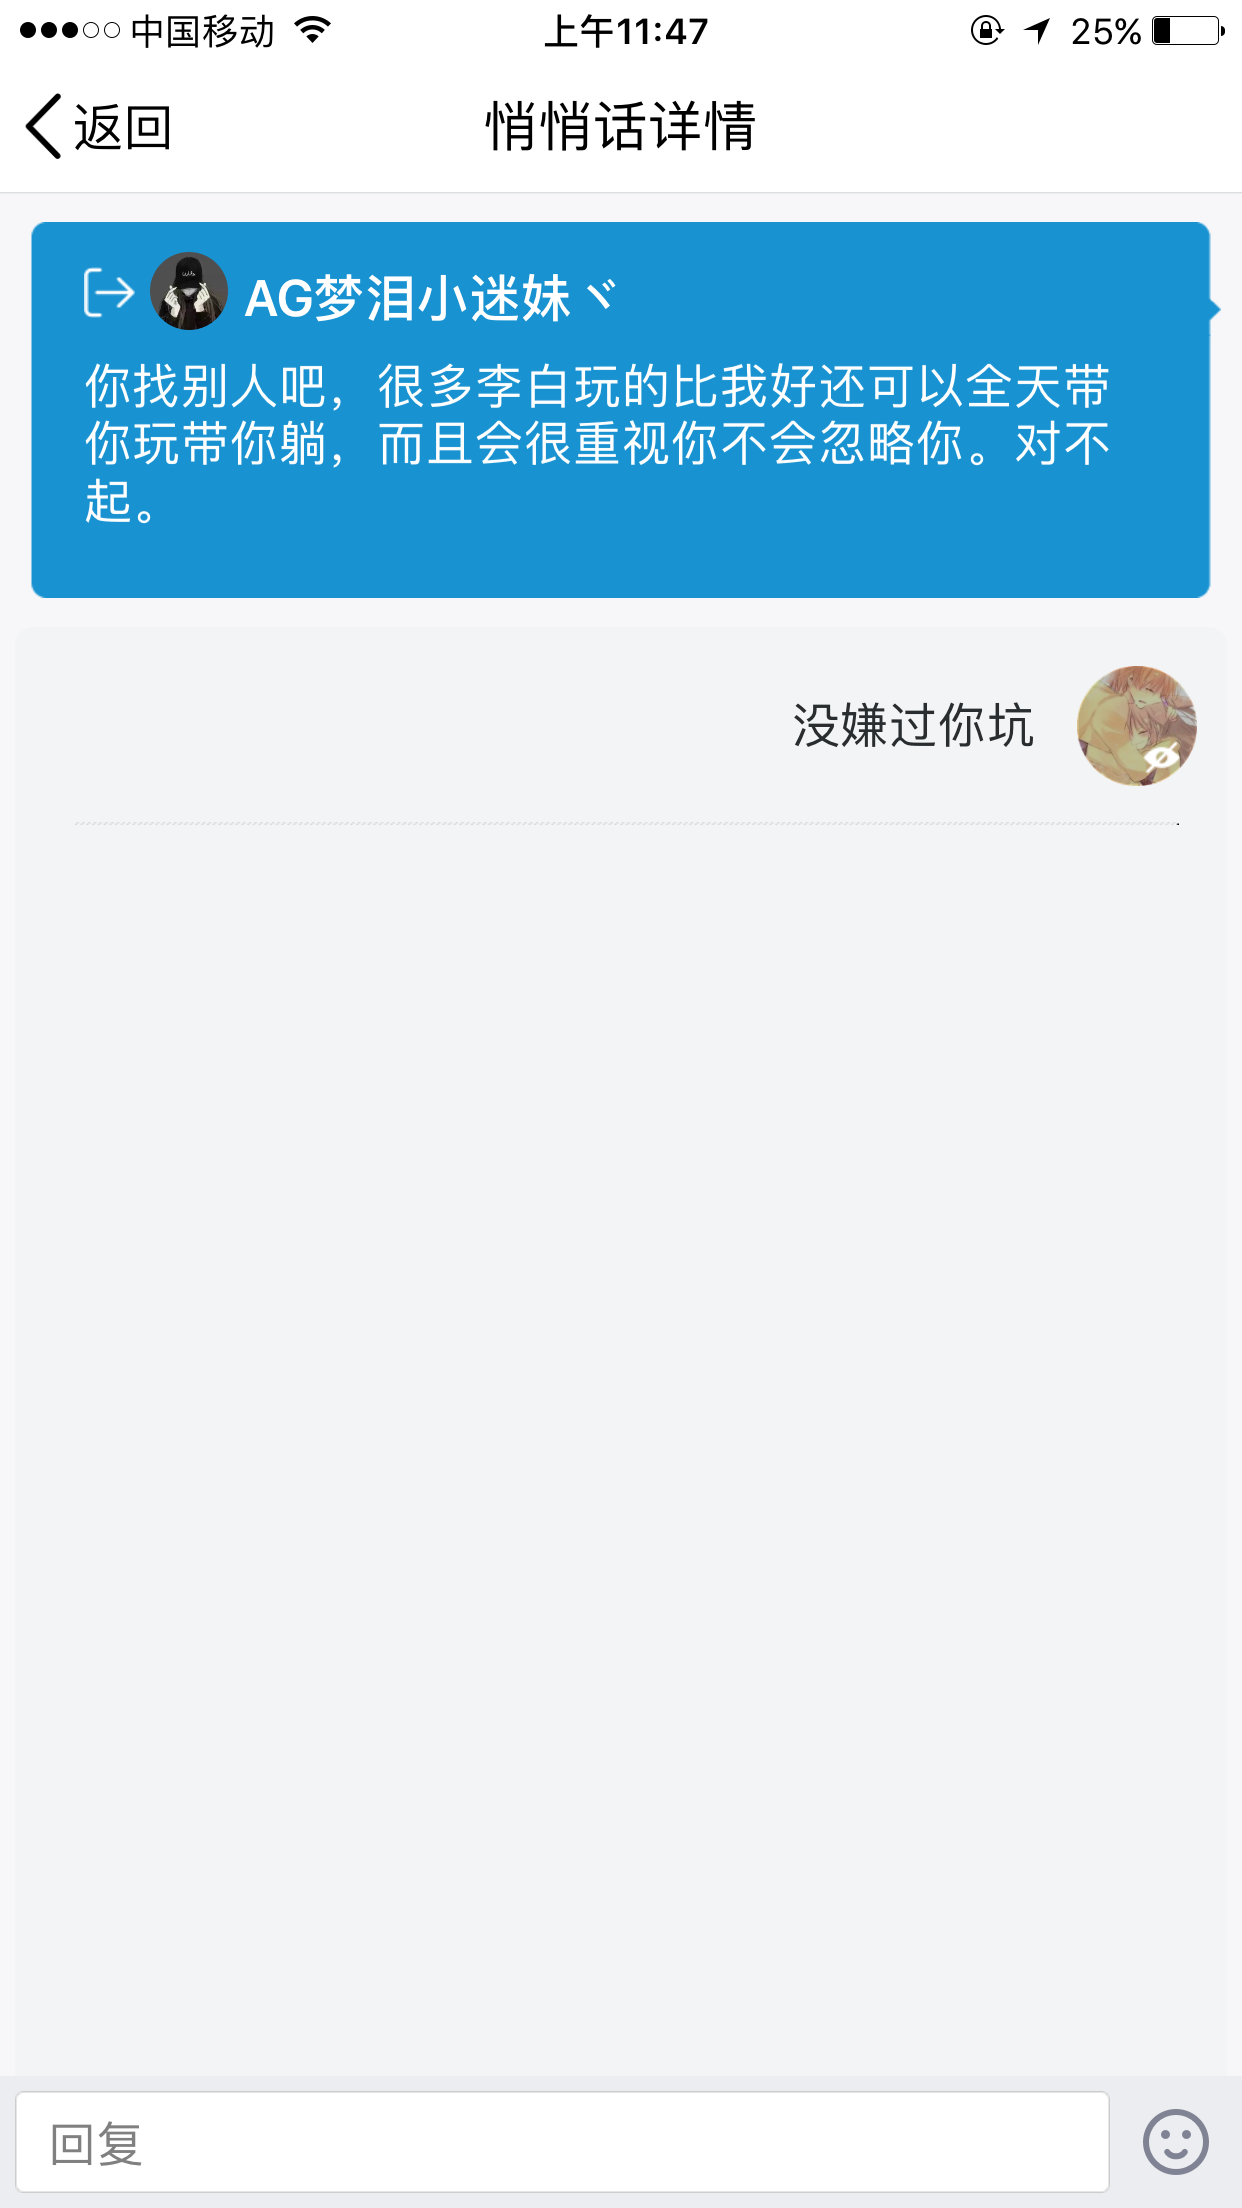 中国移动
上午11:47
25%
返回
悄悄话详情
AG梦泪小迷妹ヾ
你找别人吧，很多李白玩的比我好还可以全天带
你玩带你躺，而且会很重视你不会忽略你。对不
起。
没嫌过你坑
回复